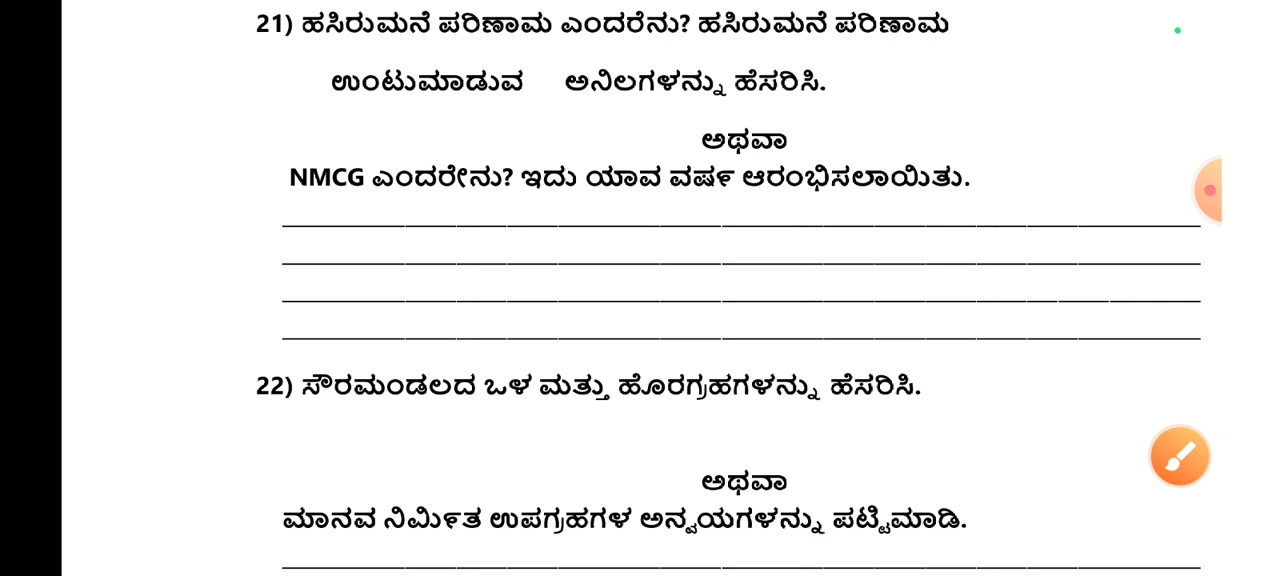 21) ಹಸಿರುಮನೆ ಪರಿಣಾಮ ಎಂದರೆನು? ಹಸಿರುಮನೆ ಪರಿಣಾಮ
ಉಂಟುಮಾಡುವ ಅನಿಲಗಳನ್ನು ಹೆಸರಿಸಿ.
ಅಥವಾ
NMCG ಎಂದರೇನು? ಇದು ಯಾವ ವರ್ಷ ಆರಂಭಿಸಲಾಯಿತು.
22) ಸೌರಮಂಡಲದ ಒಳ ಮತ್ತು ಹೊರಗ್ರಹಗಳನ್ನು ಹೆಸರಿಸಿ.
ಅಥವಾ
ಮಾನವ ನಿರ್ಮಿತ ಉಪಗ್ರಹಗಳ ಅನ್ವಯಗಳನ್ನು ಪಟ್ಟಿಮಾಡಿ.